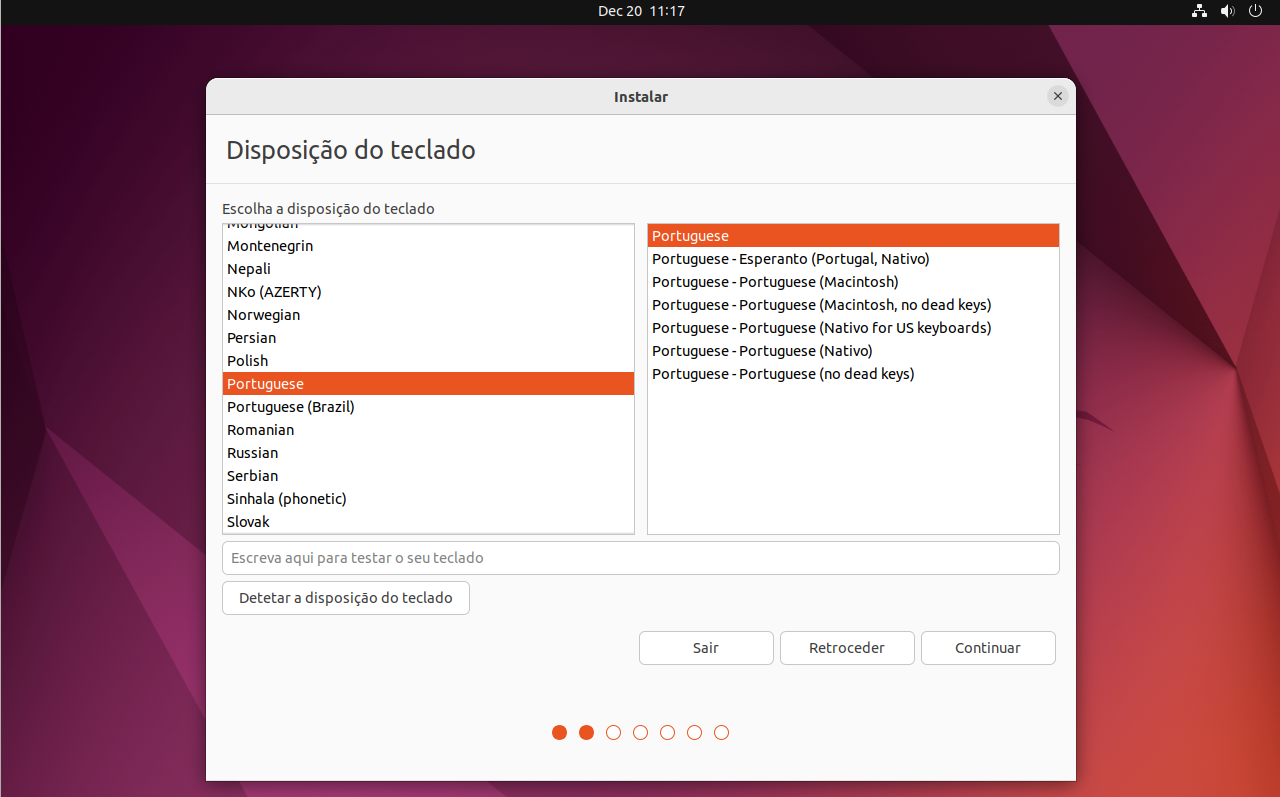 Dec 20 11:17
Instalar
Disposição do teclado
Escolha a disposição do teclado
Mongolian
Montenegrin
Nepali
NKo (AZERTY)
Norwegian
Persian
Polish
Portuguese
Portuguese (Brazil)
Romanian
Russian
Serbian
Sinhala (phonetic)
Slovak
Portuguese
Portuguese - Esperanto (Portugal, Nativo)
Portuguese - Portuguese (Macintosh)
Portuguese - Portuguese (Macintosh, no dead keys)
Portuguese - Portuguese (Nativo for US keyboards)
Portuguese - Portuguese (Nativo)
Portuguese - Portuguese (no dead keys)
Escreva aqui para testar o seu teclado
Detetar a disposição do teclado
Sair Retroceder Continuar